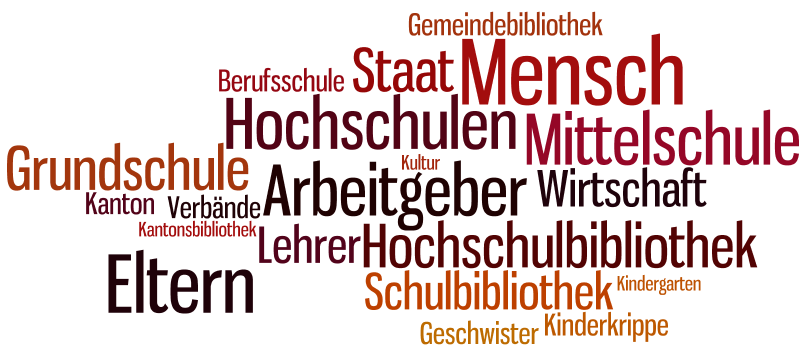 Gemeindebibliothek
Berufsschule Staat Mensch
Hochschulen Mittelschule
Grundschule Kultur
Arbeitgeber Wirtschaft
Kanton Verbände
Kantonsbibliothek
Lehrer Hochschulbibliothek
Eltern Schulbibliothek Kindergarten
Geschwister Kinderkrippe